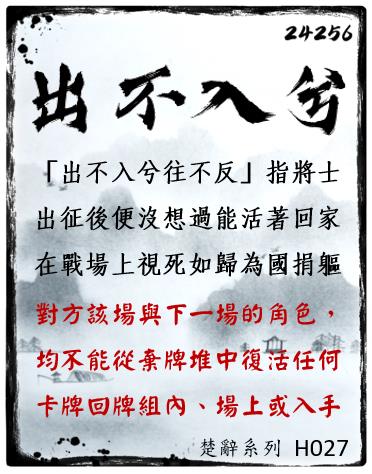 24256
出不入兮
「出不入兮往不反」指將士
出征後便沒想過能活著回家
在戰場上視死如歸為國捐軀
對方該場與下一場的角色，
均不能從棄牌堆中復活任何
卡牌回牌組內、場上或入手
楚辭系列 H027